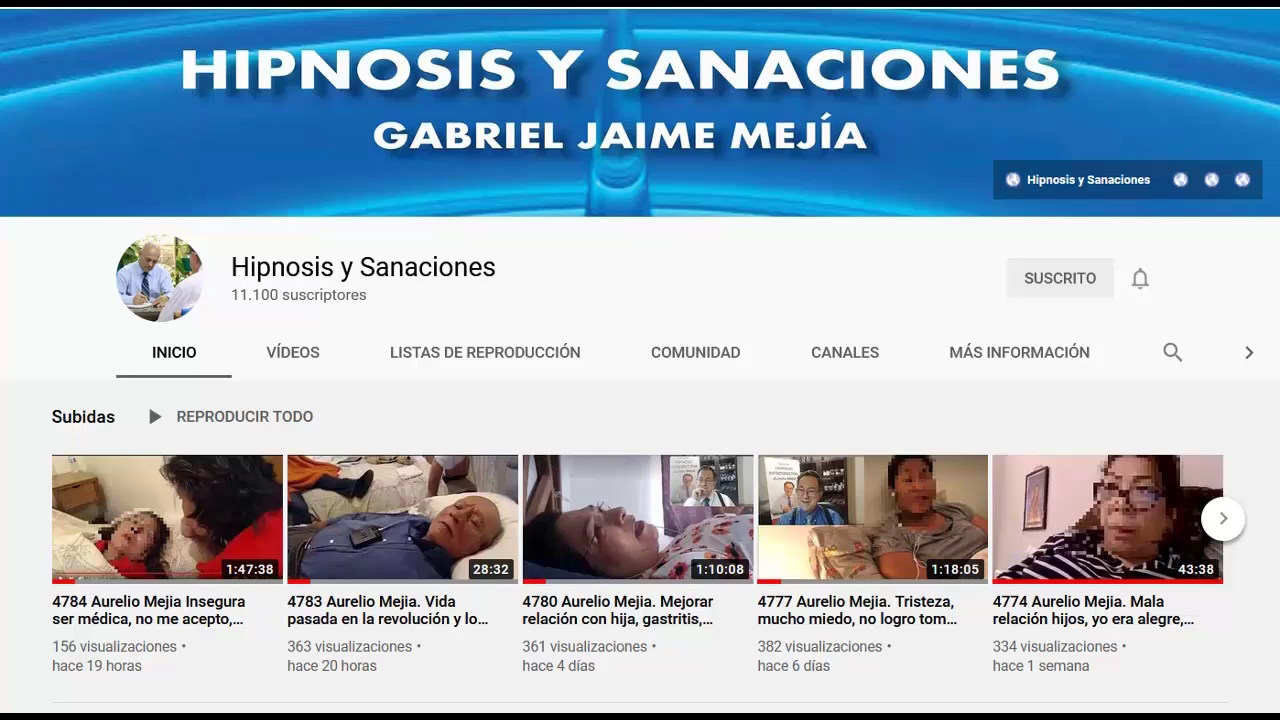 HIPNOSIS Y SANACIONES
GABRIEL JAIME MEJÍA
Hipnosis y Sanaciones
Hipnosis y Sanaciones
11.100 suscriptores
SUSCRITO
INICIO
VÍDEOS
LISTAS DE REPRODUCCIÓN
COMUNIDAD
CANALES
MÁS INFORMACIÓN
Subidas
REPRODUCIR TODO
1:47:38
28:32
1:10:08
1:18:05
43:38
4784 Aurelio Mejia Insegura
ser médica, no me acepto,...
156 visualizaciones •
hace 19 horas
4783 Aurelio Mejia. Vida
pasada en la revolución y lo...
363 visualizaciones •
hace 20 horas
4780 Aurelio Mejia. Mejorar
relación con hija, gastritis,...
361 visualizaciones •
hace 4 días
4777 Aurelio Mejia. Tristeza,
mucho miedo, no logro tom...
382 visualizaciones •
hace 6 días
4774 Aurelio Mejia. Mala
relación hijos, yo era alegre,...
334 visualizaciones •
hace 1 semana